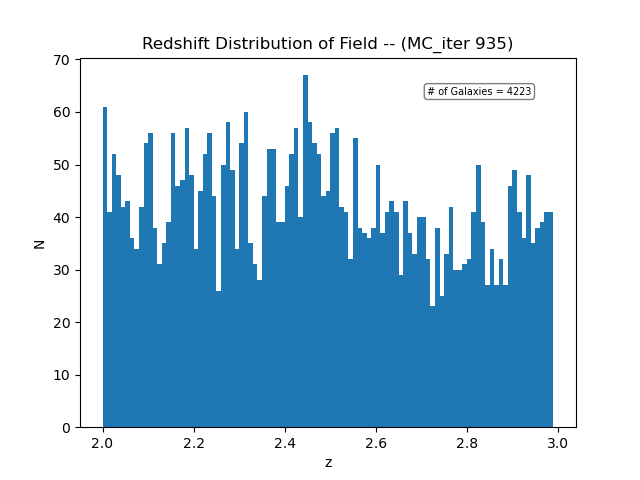 Redshift Distribution of Field -- (MC_iter 935)
# of Galaxies = 4223
70
60
50
40
30
20
10
0
N
2.0 2.2 2.4 2.6 2.8 3.0
z